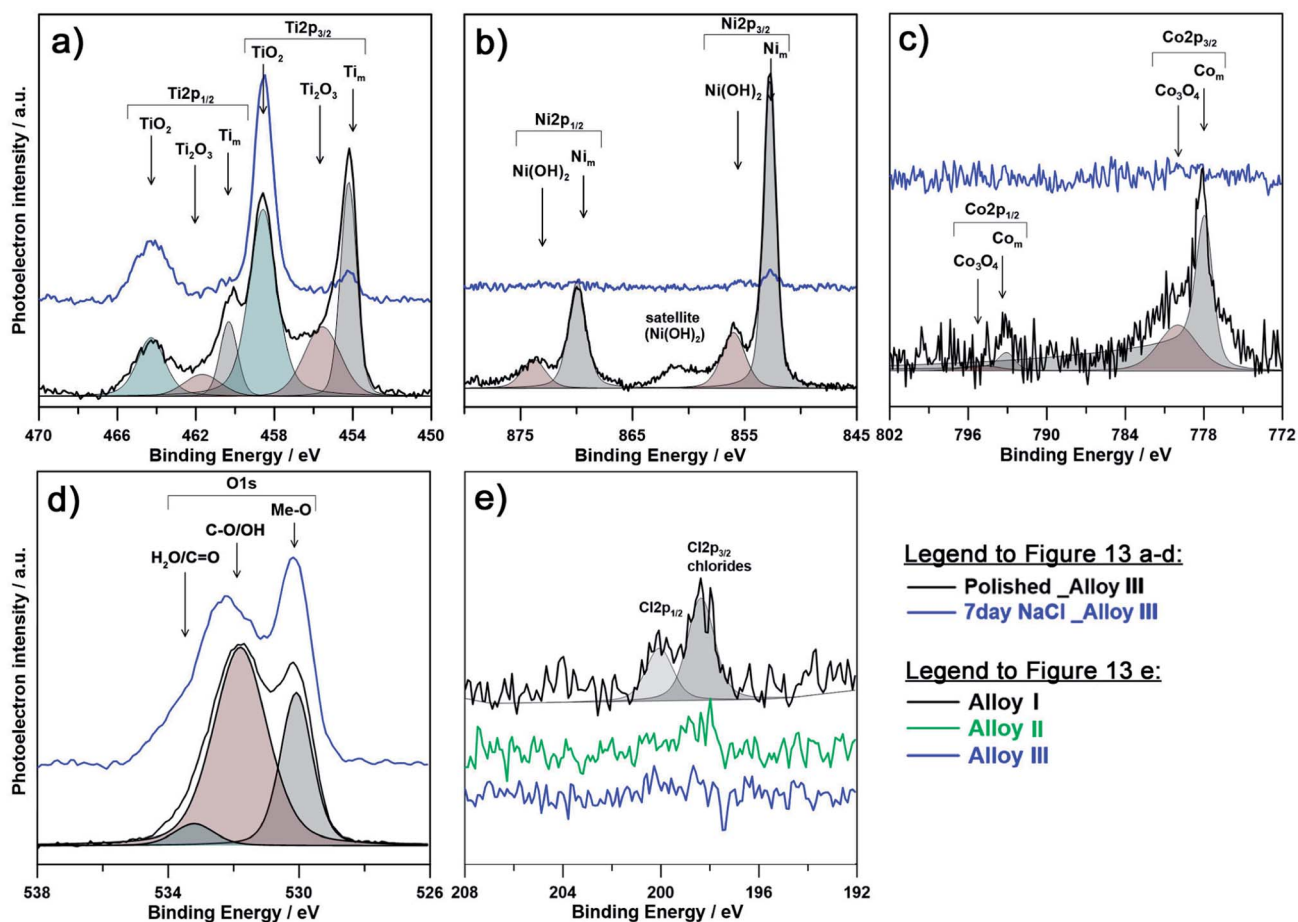 a)
Ti2p3/2
TiO2
Tim
Ti2p1/2
Ti2O3
TiO2
Ti2O3
Tim
Photoelectron intensity / a.u.
470 466 462 458 454 450
Binding Energy / eV
b)
Ni2p3/2
Nim
Ni(OH)2
Ni2p1/2
Nim
Ni(OH)2
satellite
(Ni(OH)2)
875 865 855 845
Binding Energy / eV
c)
Co2p3/2
Com
Co3O4
Co2p1/2
Com
Co3O4
802 796 790 784 778 772
Binding Energy / eV
d)
O1s
Me-O
C-O/OH
H2O/C=O
Photoelectron intensity / a.u.
538 533 530 526
Binding Energy / eV
e)
Cl2p3/2
chlorides
Cl2p1/2
208 204 200 196 192
Binding Energy / eV
Legend to Figure 13 a-d:
Polished _Alloy III
7day NaCl _Alloy III
Legend to Figure 13 e:
Alloy I
Alloy II
Alloy III